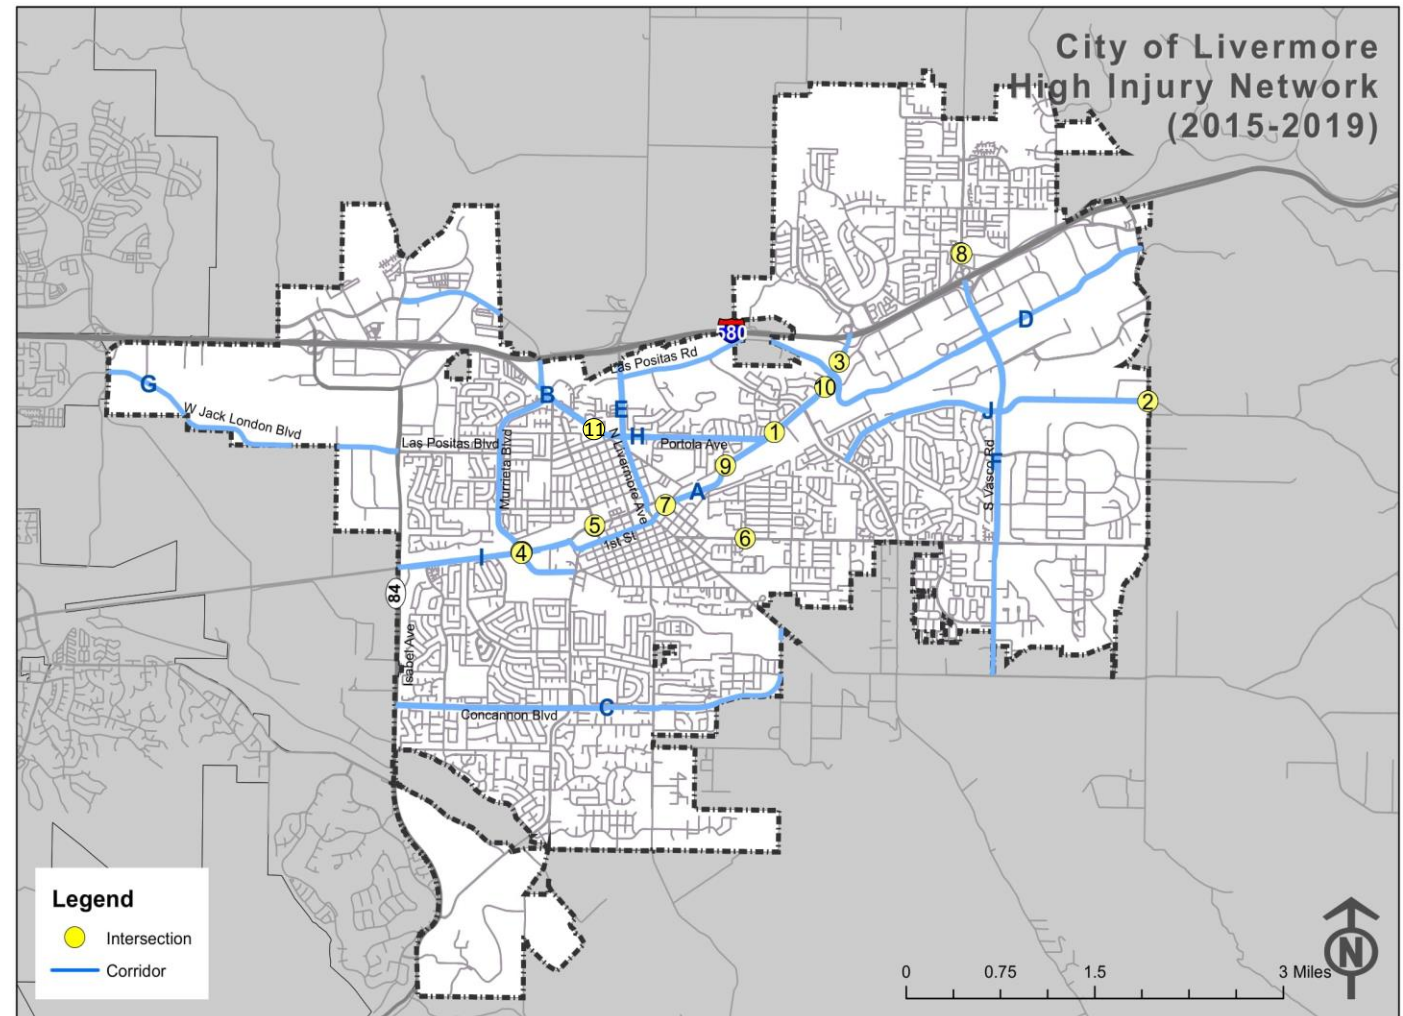 City of Livermore
High Injury Network
(2015-2019)
8
D
580
Las Positas Rd
3
G
B
10
E
J
2
W Jack London Blvd
11
H
1
Las Positas Blvd
Portola Ave
Murrieta Blvd
N Livermore Ave
9
S Vasco Rd
F
A
7
5
1st St
6
I
4
84
Isabel Ave
C
Concannon Blvd
Legend
Intersection
Corridor
0 0.75 1.5 3 Miles
N